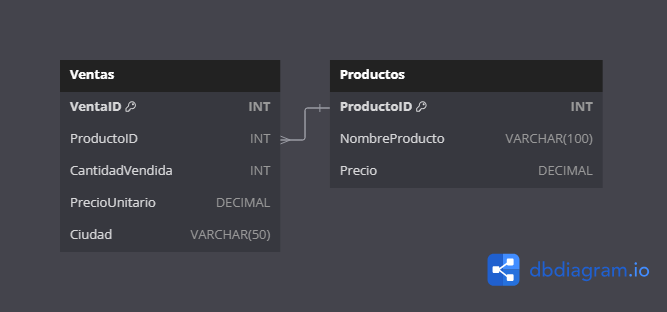 Ventas
VentaID INT
ProductoID INT
CantidadVendida INT
PrecioUnitario DECIMAL
Ciudad VARCHAR(50)
Productos
ProductoID INT
NombreProducto VARCHAR(100)
Precio DECIMAL
dbdiagram.io